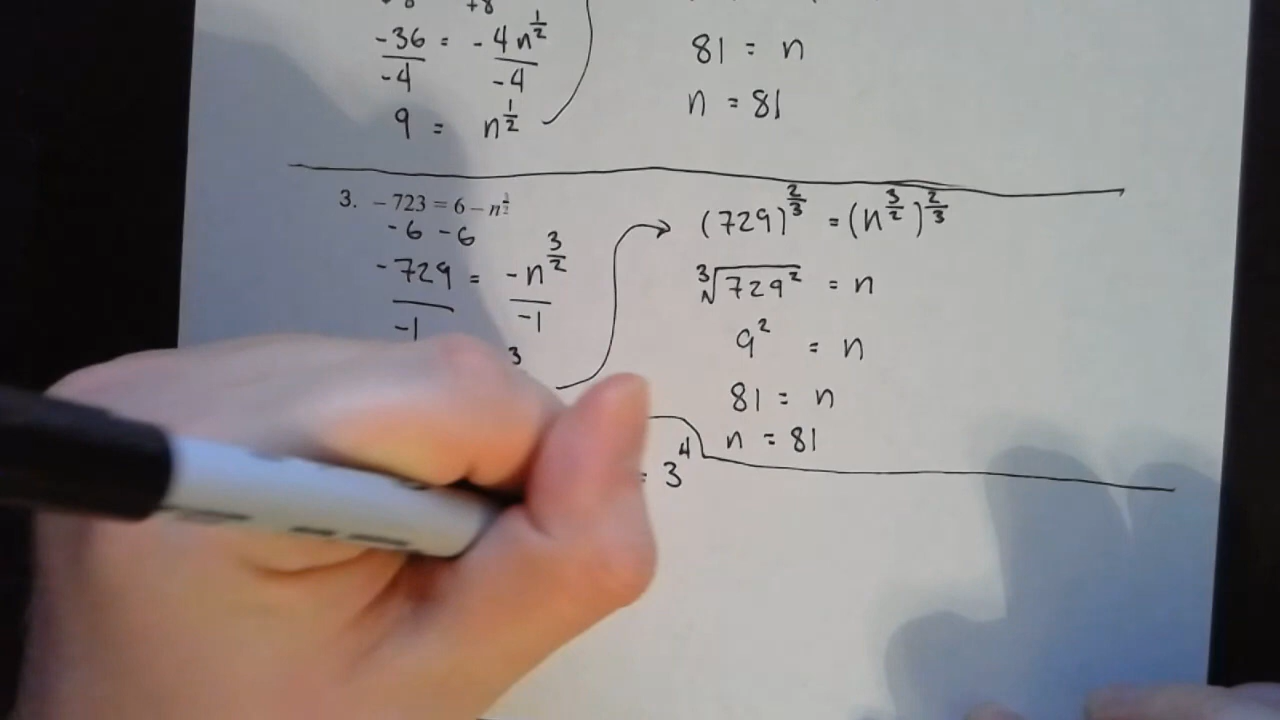 -36 = -4n^{1/2}
-4 -4
9 = n^{1/2}
81 = n
n = 81
3. -723 = 6 - n^{3/2}
-6 -6
-729 = -n^{3/2}
-1 -1
3
(729)^{2/3} = (n^{3/2})^{2/3}
∛729² = n
9² = n
81 = n
n = 81
= 3⁴